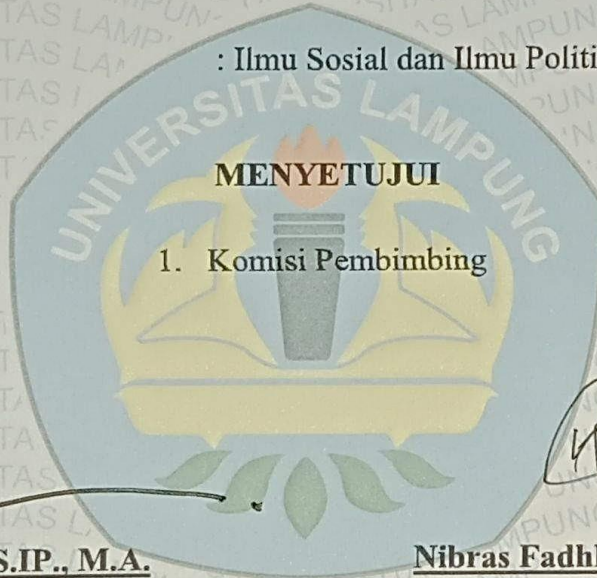 : Ilmu Sosial dan Ilmu Politi
UNIVERSITAS LAMPUNG
MENYETUJUI
1. Komisi Pembimbing
S.IP., M.A.
Nibras Fadhl